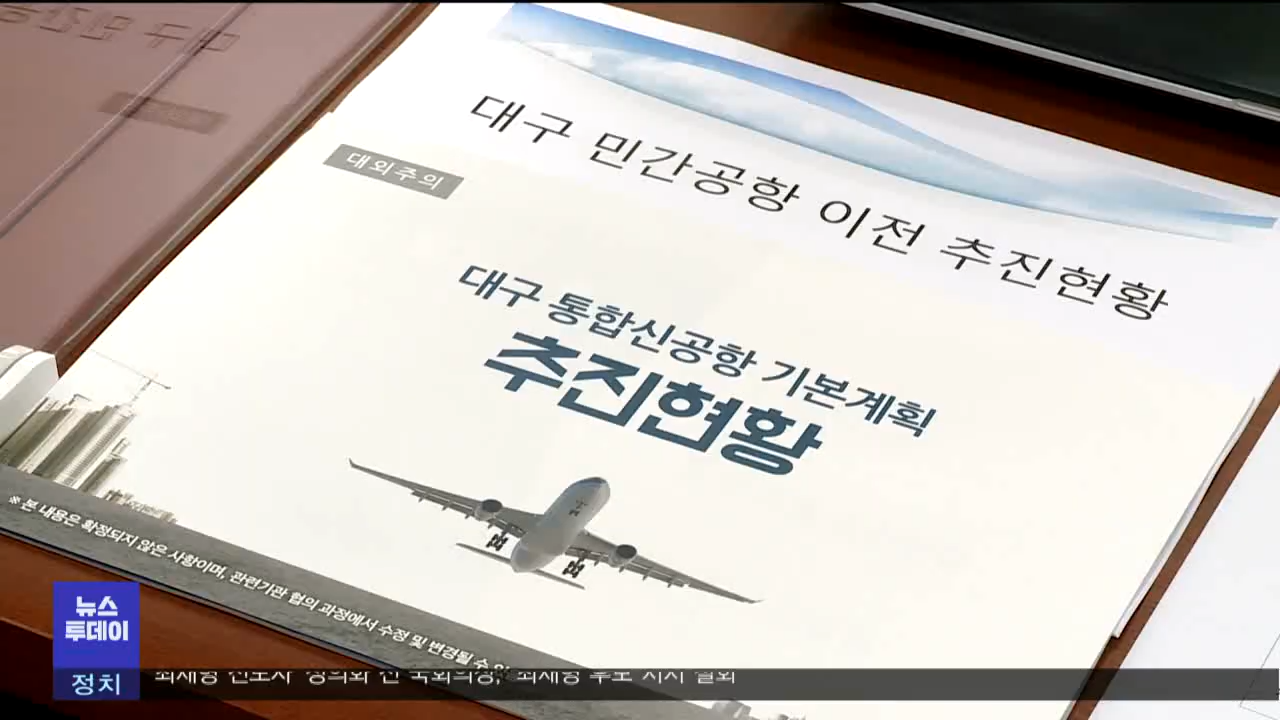 대구 민간공항 이전 추진현황
대외주의
대구 통합신공항 기본계획
추진현황
※ 본 내용은 확정되지 않은 사항이며, 관련기관 협의 과정에서 수정 및 변경될 수
뉴스
투데이
정치